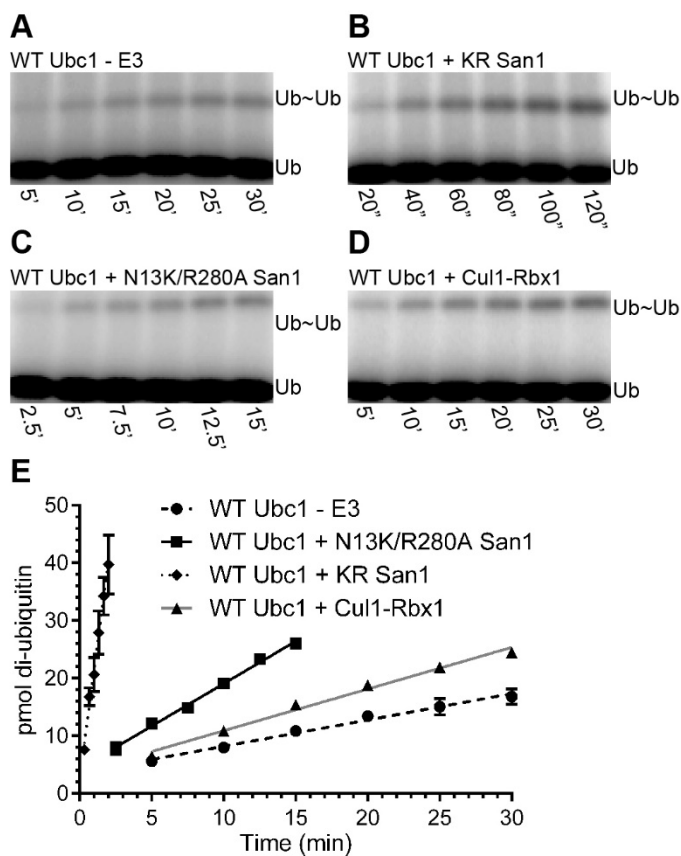 A
WT Ubc1 - E3
Ub~Ub
Ub
5' 10' 15' 20' 25' 30'
B
WT Ubc1 + KR San1
Ub~Ub
Ub
20" 40" 60" 80" 100" 120"
C
WT Ubc1 + N13K/R280A San1
Ub~Ub
Ub
2.5' 5' 7.5' 10' 12.5' 15'
D
WT Ubc1 + Cul1-Rbx1
Ub~Ub
Ub
5' 10' 15' 20' 25' 30'
E
WT Ubc1 - E3
WT Ubc1 + N13K/R280A San1
WT Ubc1 + KR San1
WT Ubc1 + Cul1-Rbx1
pmol di-ubiquitin
50
40
30
20
10
0
0 5 10 15 20 25 30
Time (min)